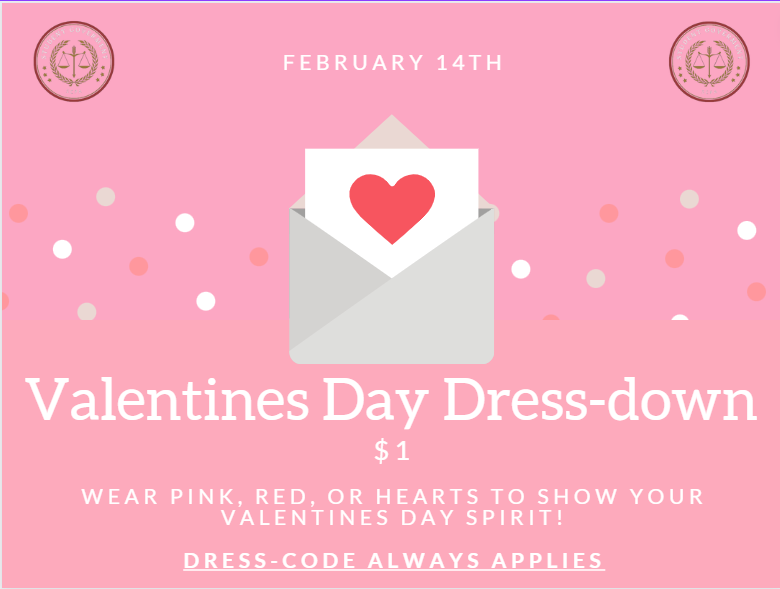 FEBRUARY 14TH
Valentines Day Dress-down
$1
WEAR PINK, RED, OR HEARTS TO SHOW YOUR
VALENTINES DAY SPIRIT!
DRESS-CODE ALWAYS APPLIES